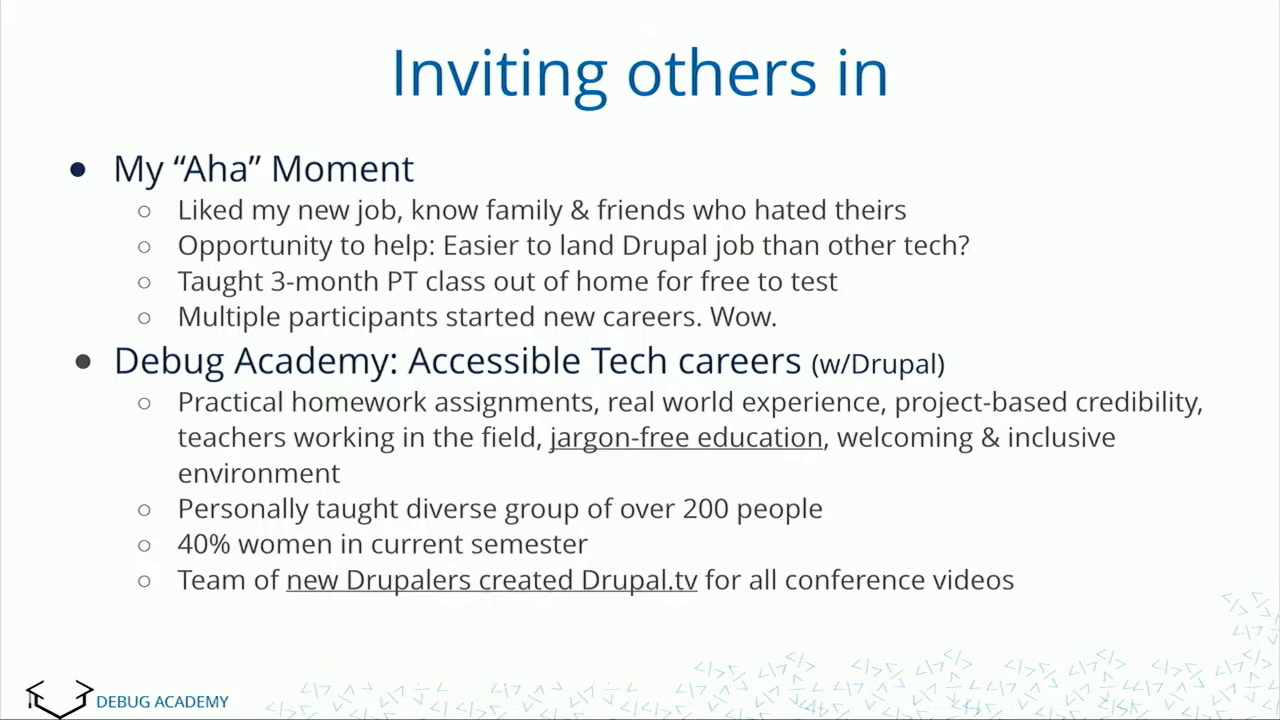 Inviting others in
● My “Aha” Moment
○ Liked my new job, know family & friends who hated theirs
○ Opportunity to help: Easier to land Drupal job than other tech?
○ Taught 3-month PT class out of home for free to test
○ Multiple participants started new careers. Wow.
● Debug Academy: Accessible Tech careers (w/Drupal)
○ Practical homework assignments, real world experience, project-based credibility,
teachers working in the field, jargon-free education, welcoming & inclusive
environment
○ Personally taught diverse group of over 200 people
○ 40% women in current semester
○ Team of new Drupalers created Drupal.tv for all conference videos
DEBUG ACADEMY